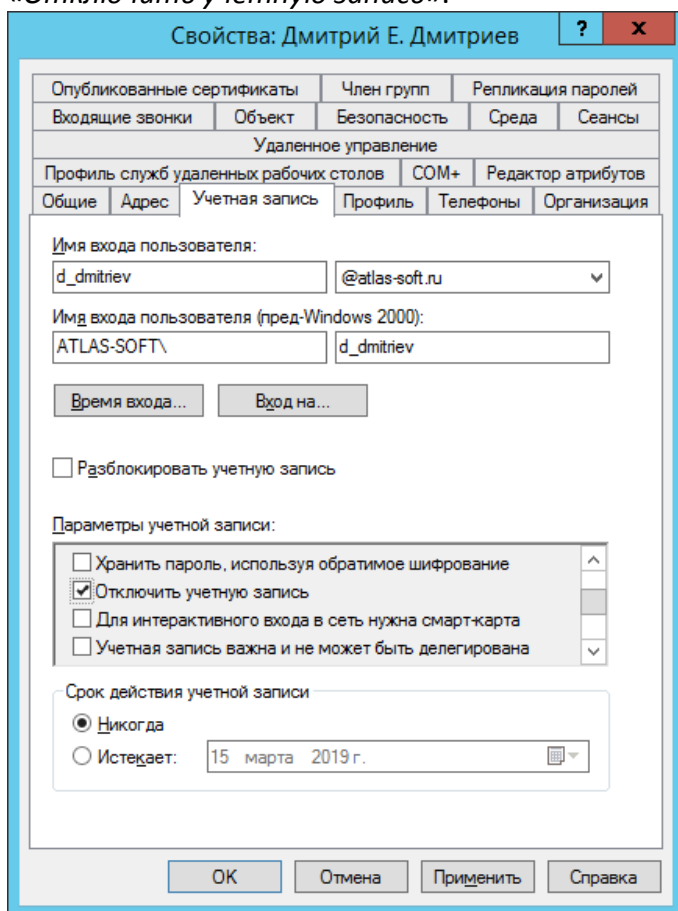 «Отключить учетную запись».
Свойства: Дмитрий Е. Дмитриев ? x
Опубликованные сертификаты Член групп Репликация паролей
Входящие звонки Объект Безопасность Среда Сеансы
Удаленное управление
Профиль служб удаленных рабочих столов COM+ Редактор атрибутов
Общие Адрес Учетная запись Профиль Телефоны Организация
Имя входа пользователя:
d_dmitriev @atlas-soft.ru
Имя входа пользователя (пред-Windows 2000):
ATLAS-SOFT\ d_dmitriev
Время входа... Вход на...
Разблокировать учетную запись
Параметры учетной записи:
Хранить пароль, используя обратимое шифрование
Отключить учетную запись
Для интерактивного входа в сеть нужна смарт-карта
Учетная запись важна и не может быть делегирована
Срок действия учетной записи
Никогда
Истекает: 15 марта 2019 г.
OK Отмена Применить Справка